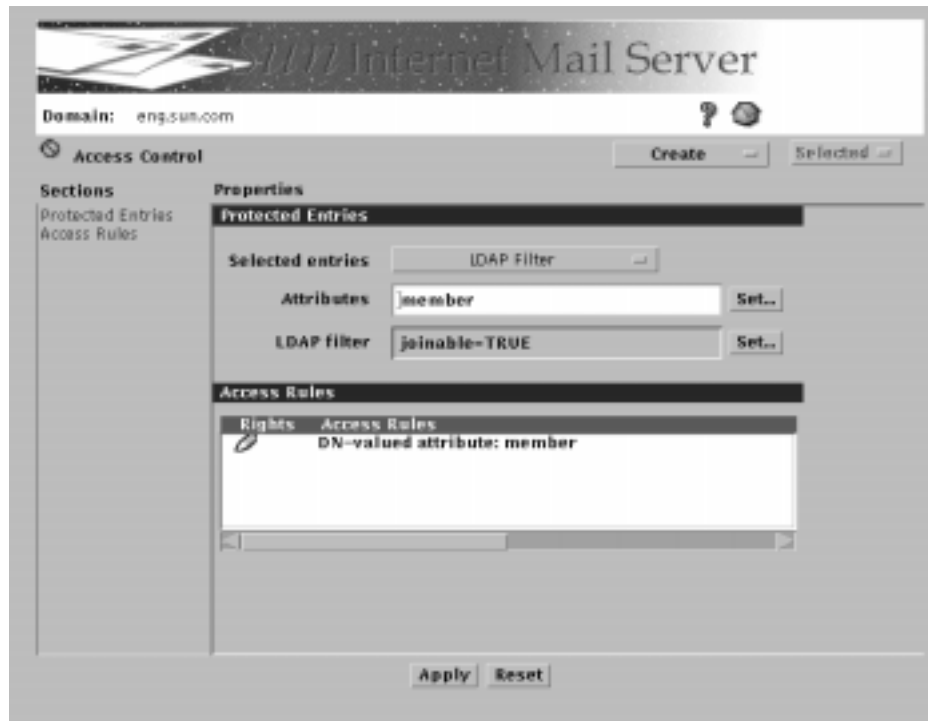 Sun Internet Mail Server
Domain: eng.sun.com
Access Control
Create
Selected
Sections
Properties
Protected Entries
Access Rules
Protected Entries
Selected entries LDAP Filter
Attributes member Set...
LDAP filter joinable=TRUE Set...
Access Rules
Rights Access Rules
DN-valued attribute: member
Apply Reset